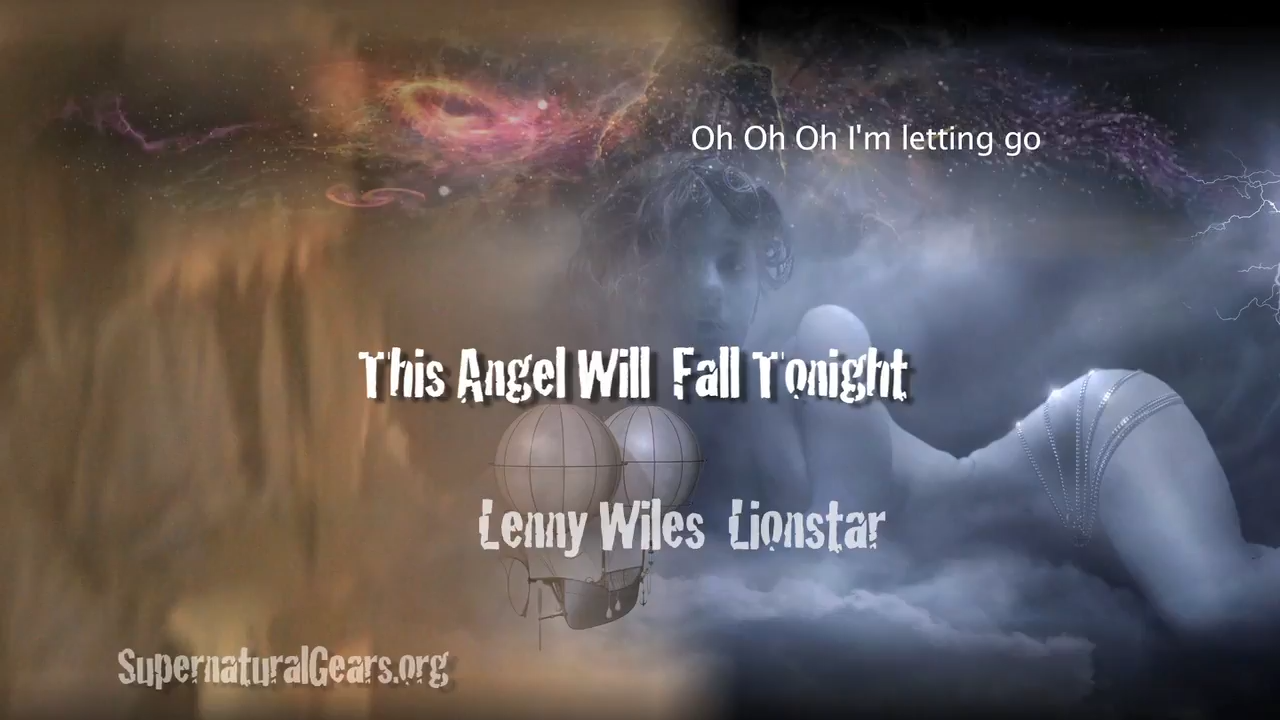 Oh Oh Oh I'm letting go
This Angel Will Fall Tonight
Lenny Wiles Lionstar
SupernaturalGears.org